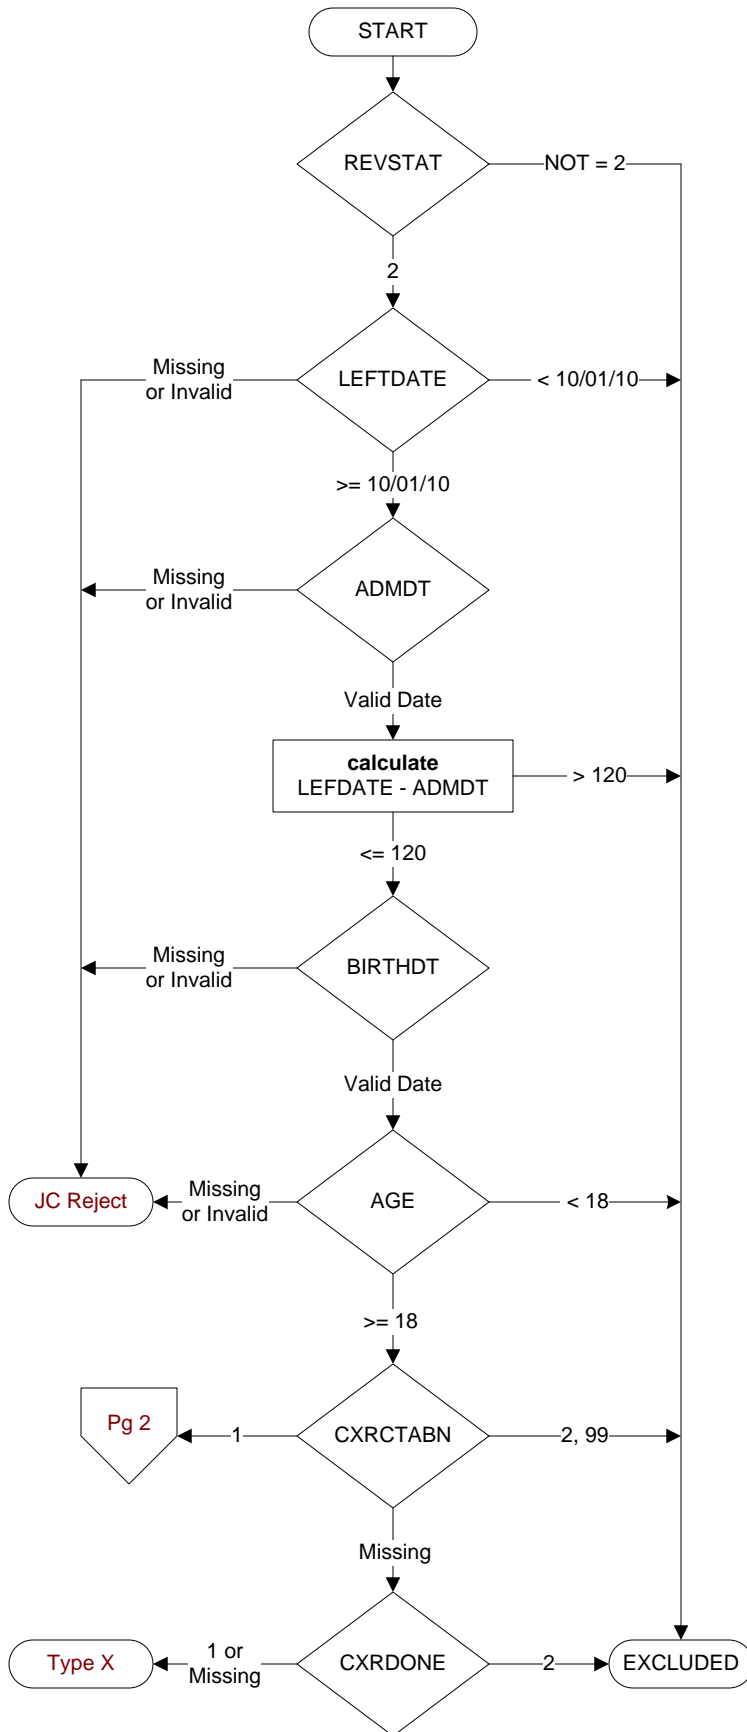 START
REVSTAT
NOT = 2
2
Missing
or Invalid
LEFTDATE
< 10/01/10
>= 10/01/10
Missing
or Invalid
ADMDT
Valid Date
calculate
LEFDATE - ADMDT
> 120
<= 120
Missing
or Invalid
BIRTHDT
Valid Date
JC Reject
Missing
or Invalid
AGE
< 18
>= 18
Pg 2
1
CXRCTABN
2, 99
Missing
Type X
1 or
Missing
CXRDONE
2
EXCLUDED